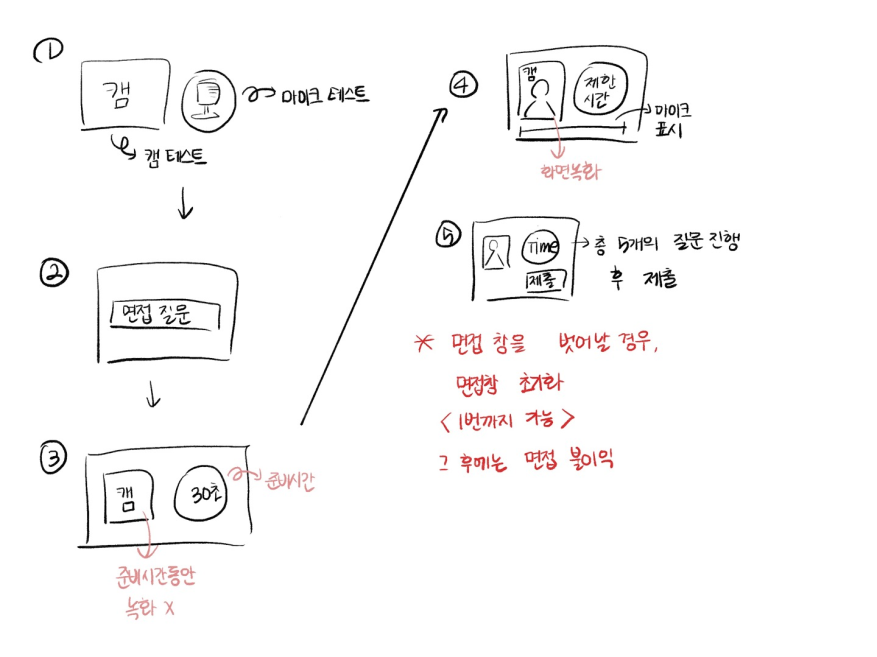 ①
캠
마이크 테스트
캠 테스트
②
면접 질문
③
캠
30초
준비시간
준비시간동안
녹화 X
④
캠
제한
시간
마이크
표시
화면녹화
⑤
Time
제출
총 5개의 질문 진행
후 제출
* 면접 창을 벗어날 경우,
면접창 초기화
<1번까지 가능>
그 후에는 면접 불이익